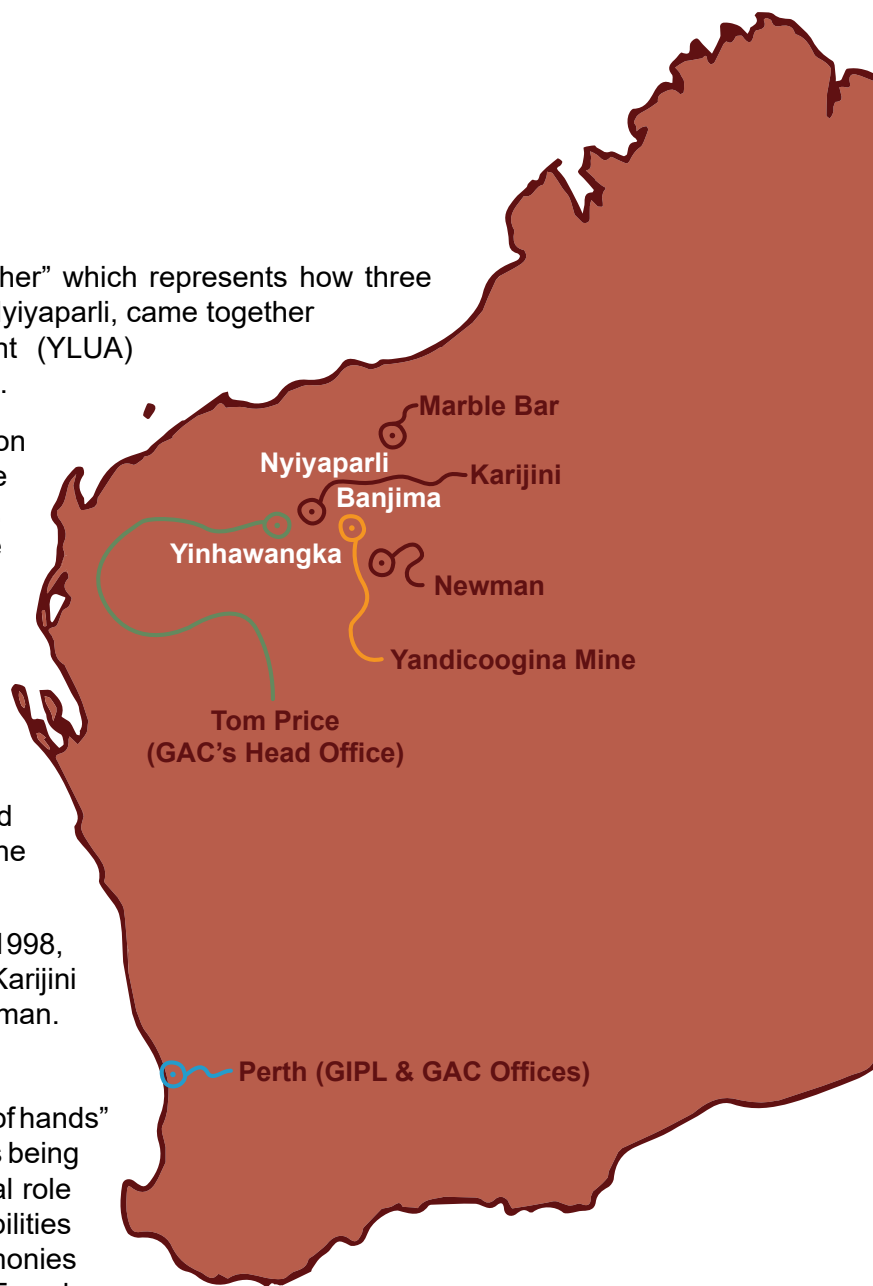 her” which represents how three
lyiyaparli, came together
nt (YLUA)
.
on
e
e
d
ne
1998,
Karijini
man.
of hands”
s being
al role
bilities
monies
Marble Bar
Nyiyaparli
Karijini
Banjima
Yinhawangka
Newman
Yandicoogina Mine
Tom Price
(GAC’s Head Office)
Perth (GIPL & GAC Offices)